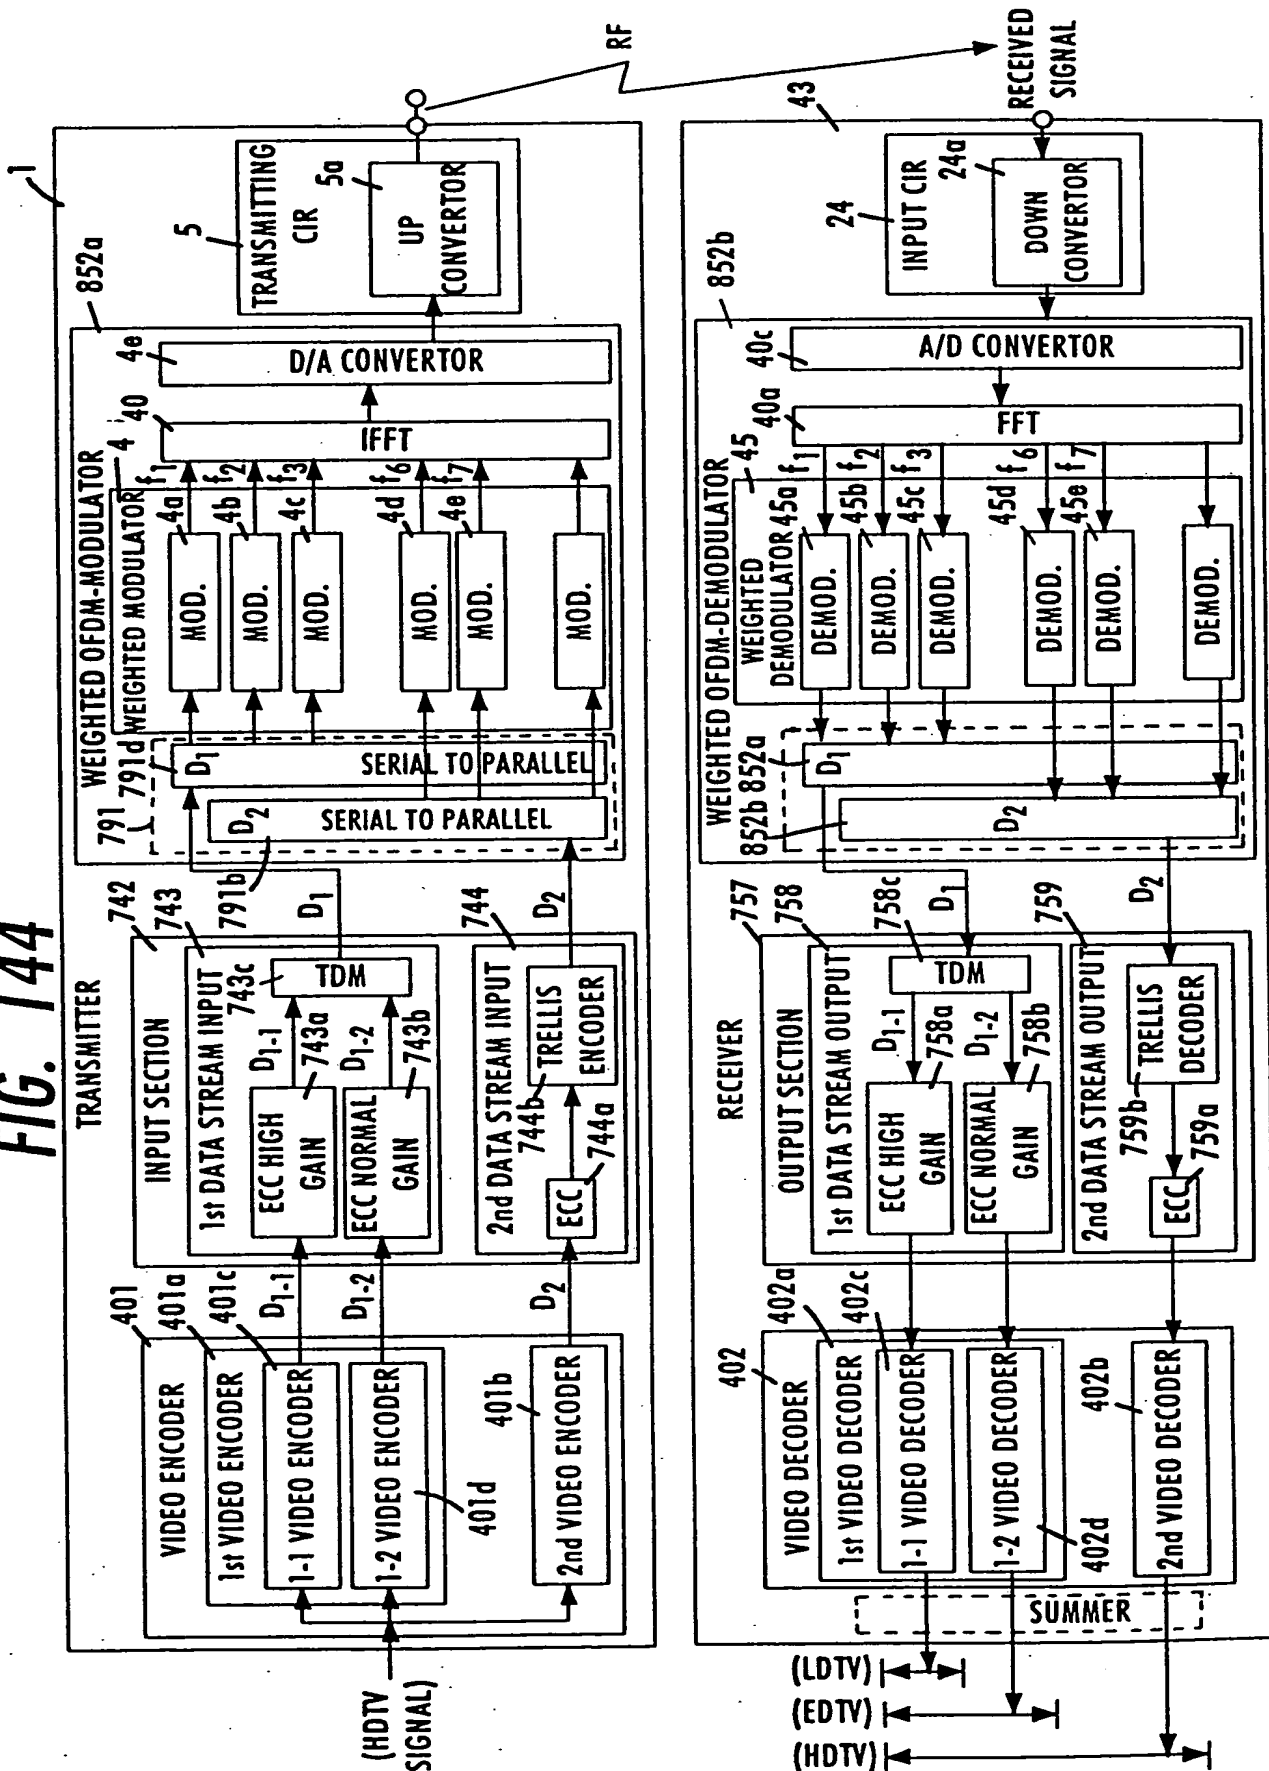 FIG. 144
TRANSMITTER
1
VIDEO ENCODER
401
1st VIDEO ENCODER
401a
1-1 VIDEO ENCODER
401c
1-2 VIDEO ENCODER
401d
2nd VIDEO ENCODER
401b
(HDTV
SIGNAL)
D1-1
D1-2
D2
INPUT SECTION
742
1st DATA STREAM INPUT
743
ECC HIGH
GAIN
743a
D1-1
ECC NORMAL
GAIN
743b
D1-2
743c
TDM
2nd DATA STREAM INPUT
744
ECC
744a
744b
TRELLIS
ENCODER
D1
D2
WEIGHTED OFDM-MODULATOR
852a
791
791d
D1
SERIAL TO PARALLEL
791b
D2
SERIAL TO PARALLEL
WEIGHTED MODULATOR
4
MOD.
4a
f1
MOD.
4b
f2
MOD.
4c
f3
MOD.
4d
f6
MOD.
4e
f7
MOD.
40
IFFT
4e
D/A CONVERTOR
5
TRANSMITTING
CIR
5a
UP
CONVERTOR
RF
RECEIVED
SIGNAL
RECEIVER
43
24
INPUT CIR
24a
DOWN
CONVERTOR
WEIGHTED OFDM-DEMODULATOR
852b
40c
A/D CONVERTOR
40a
FFT
WEIGHTED
DEMODULATOR
45
DEMOD.
45a
f1
DEMOD.
45b
f2
DEMOD.
45c
f3
DEMOD.
45d
f6
DEMOD.
45e
f7
DEMOD.
852a
D1
852b
D2
D1
D2
OUTPUT SECTION
757
1st DATA STREAM OUTPUT
758
758c
TDM
D1-1
ECC HIGH
GAIN
758a
D1-2
ECC NORMAL
GAIN
758b
2nd DATA STREAM OUTPUT
759
759b
TRELLIS
DECODER
ECC
759a
VIDEO DECODER
402
1st VIDEO DECODER
402a
1-1 VIDEO DECODER
402c
1-2 VIDEO DECODER
402d
2nd VIDEO DECODER
402b
SUMMER
(LDTV)
(EDTV)
(HDTV)